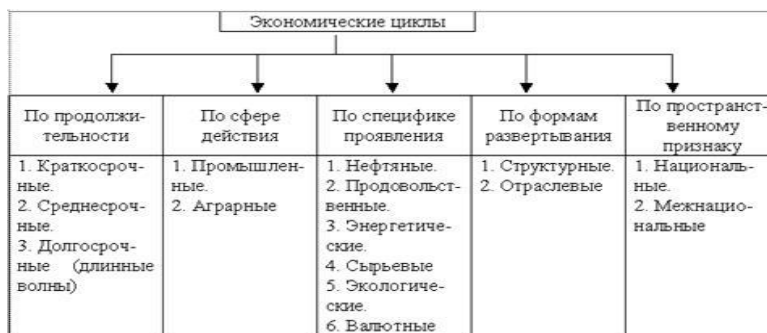 Экономические циклы
По продолжи-
тельности
1. Краткосроч-
ные.
2. Среднесроч-
ные.
3. Долгосроч-
ные (длинные
волны)
По сфере
действия
1. Промышлен-
ные.
2. Аграрные
По специфике
проявления
1. Нефтяные.
2. Продовольст-
венные.
3. Энергетиче-
ские.
4. Сырьевые
5. Экологиче-
ские.
6. Валютные
По формам
развертывания
1. Структурные.
2. Отраслевые
По пространст-
венному
признаку
1. Националь-
ные.
2. Межнацио-
нальные